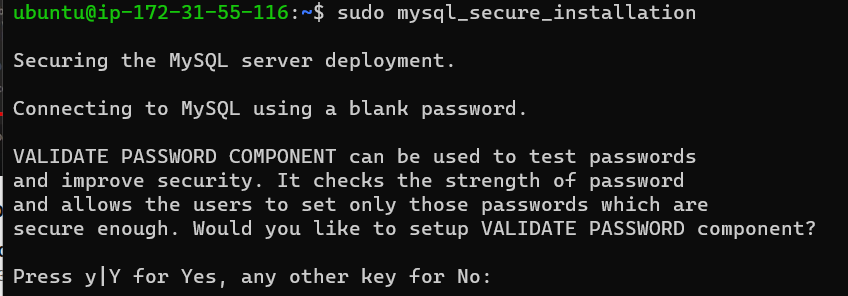 ubuntu@ip-172-31-55-116:~$ sudo mysql_secure_installation
Securing the MySQL server deployment.
Connecting to MySQL using a blank password.
VALIDATE PASSWORD COMPONENT can be used to test passwords
and improve security. It checks the strength of password
and allows the users to set only those passwords which are
secure enough. Would you like to setup VALIDATE PASSWORD component?
Press y|Y for Yes, any other key for No: